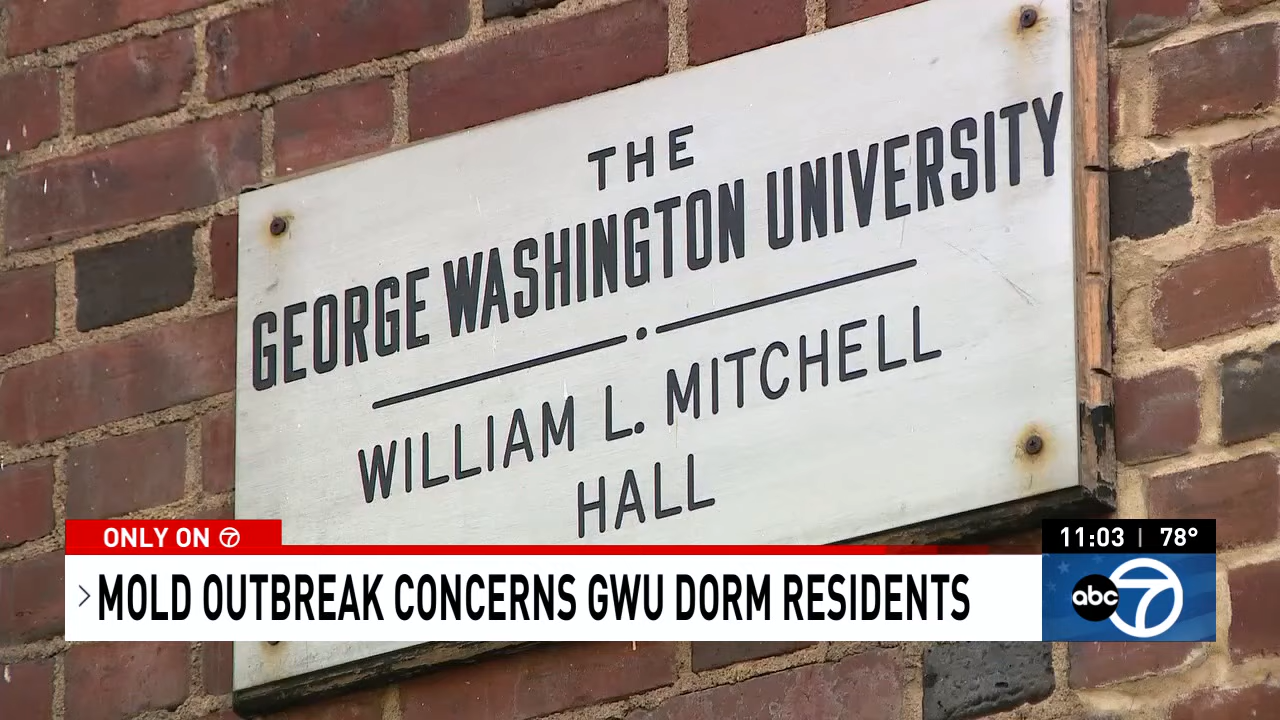 THE
GEORGE WASHINGTON UNIVERSITY
WILLIAM L. MITCHELL
HALL
ONLY ON 7
MOLD OUTBREAK CONCERNS GWU DORM RESIDENTS
11:03 | 78°
abc 7